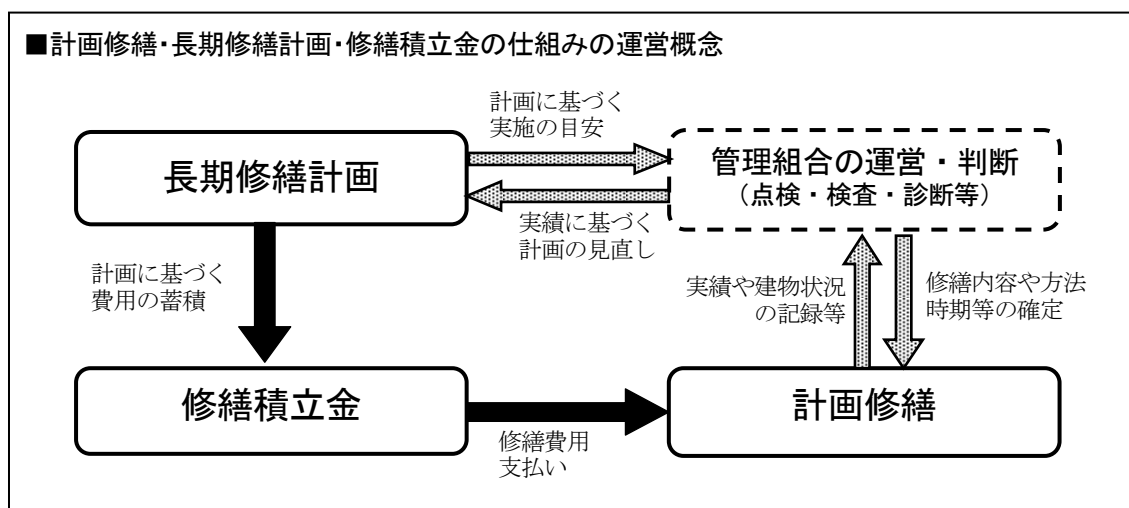 ■計画修繕・長期修繕計画・修繕積立金の仕組みの運営概念
計画に基づく
実施の目安
長期修繕計画
管理組合の運営・判断
（点検・検査・診断等）
実績に基づく
計画の見直し
計画に基づく
費用の蓄積
実績や建物状況
の記録等
修繕内容や方法
時期等の確定
修繕積立金
計画修繕
修繕費用
支払い